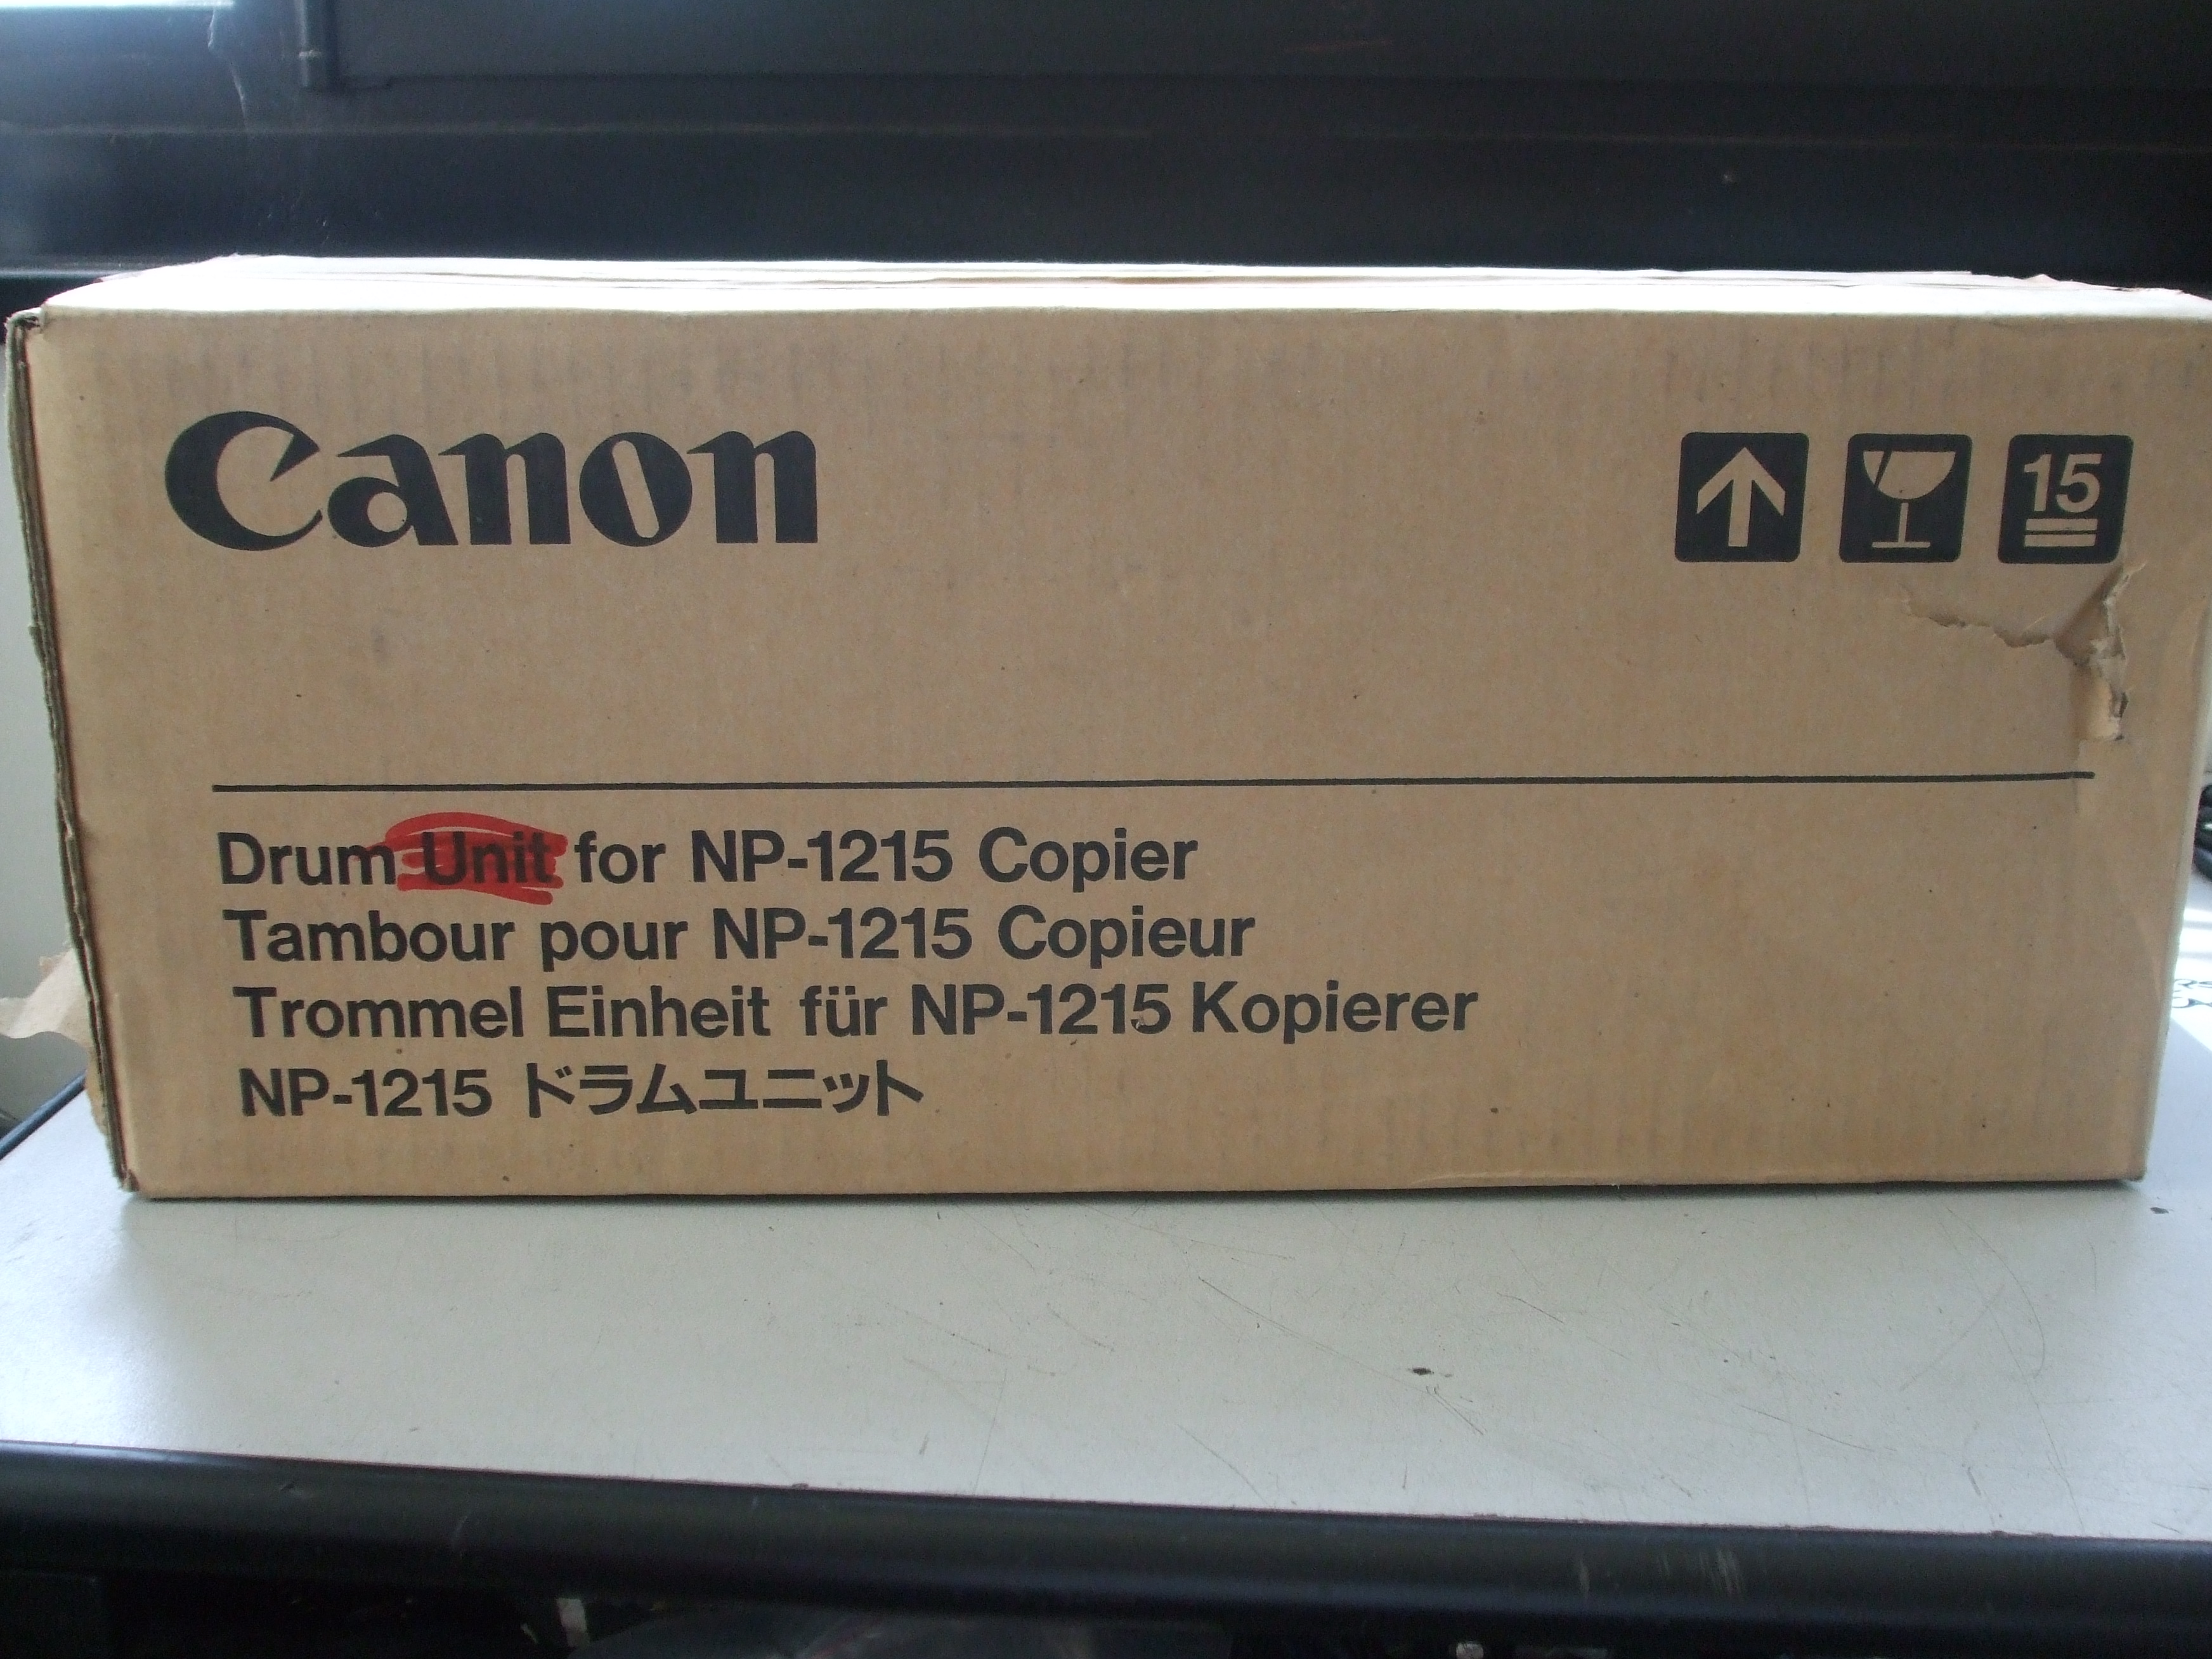 Canon
15
Drum Unit for NP-1215 Copier
Tambour pour NP-1215 Copieur
Trommel Einheit für NP-1215 Kopierer
NP-1215 ドラムユニット